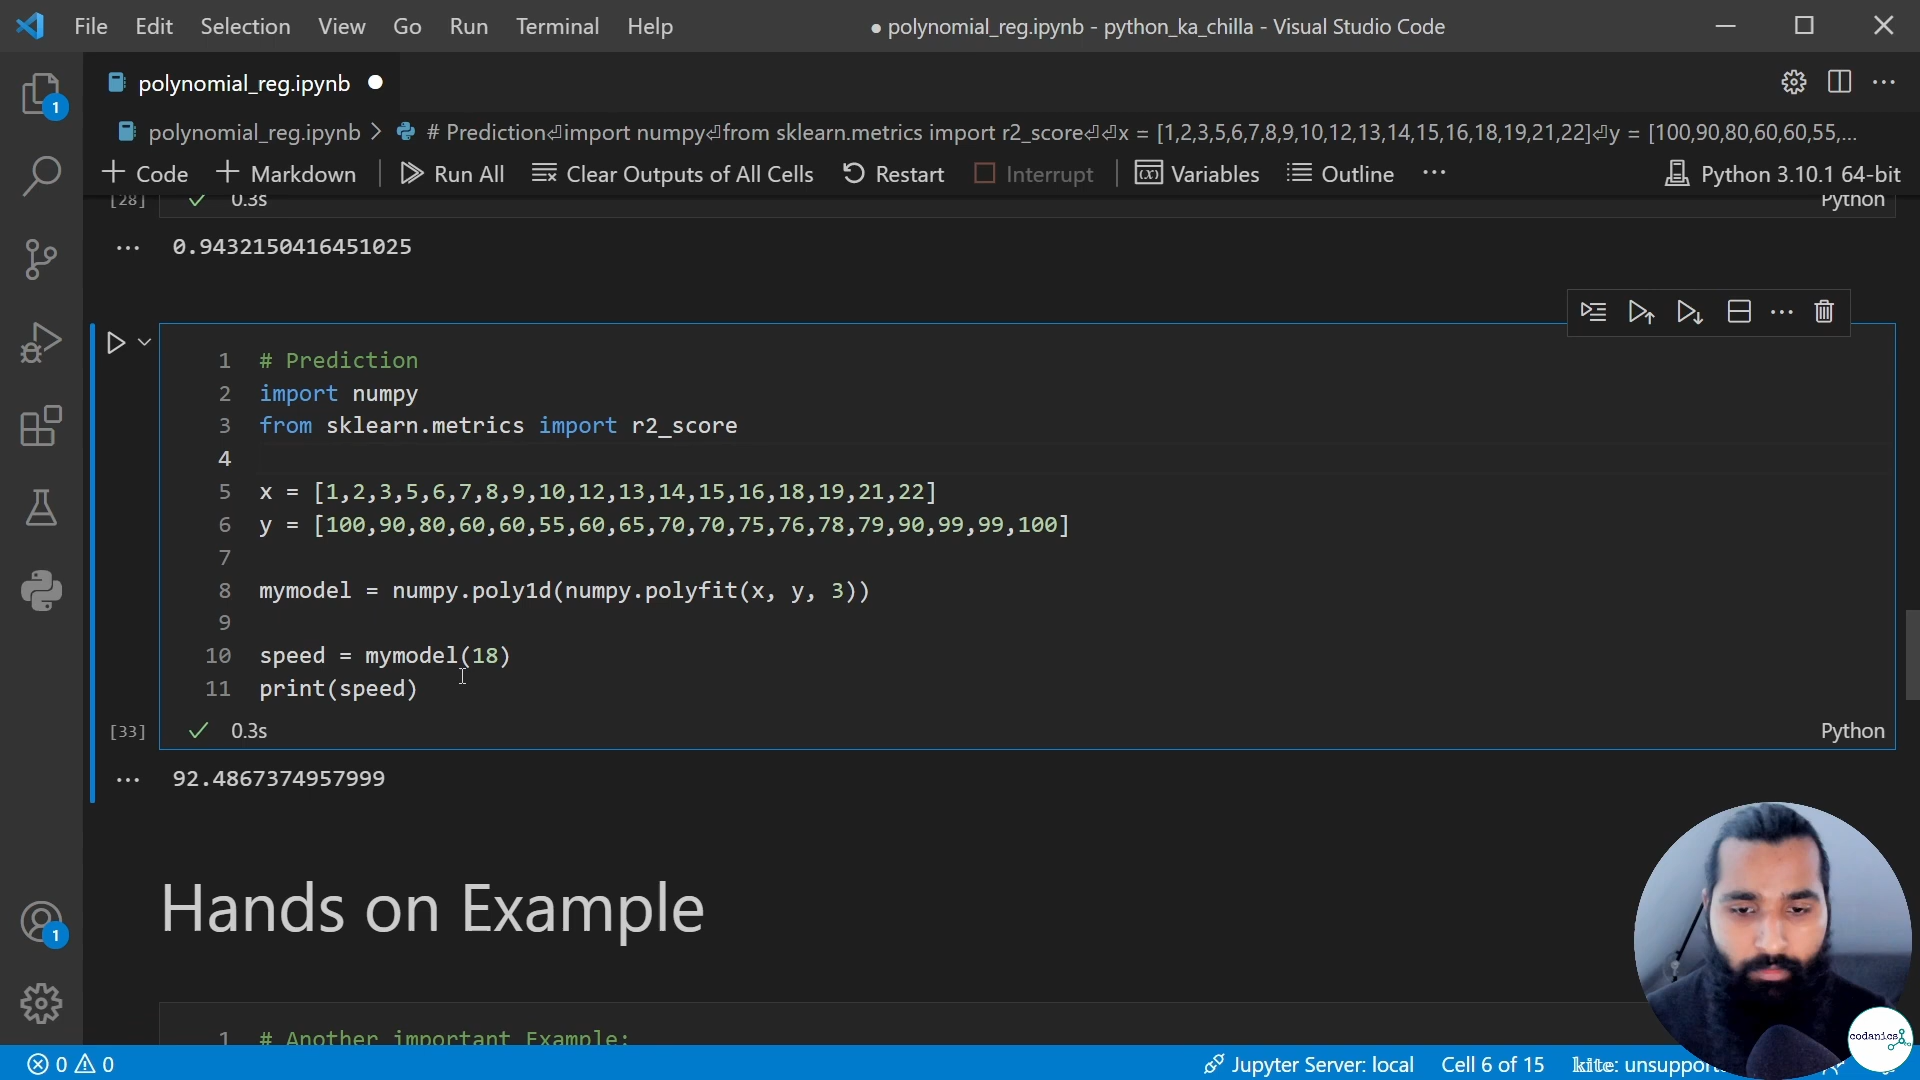 File Edit Selection View Go Run Terminal Help ● polynomial_reg.ipynb - python_ka_chilla - Visual Studio Code
polynomial_reg.ipynb ●
polynomial_reg.ipynb > # Prediction⏎import numpy⏎from sklearn.metrics import r2_score⏎⏎x = [1,2,3,5,6,7,8,9,10,12,13,14,15,16,18,19,21,22]⏎y = [100,90,80,60,60,55,...
+ Code + Markdown Run All Clear Outputs of All Cells Restart Interrupt Variables Outline ... Python 3.10.1 64-bit
[28] ✓ 0.3s Python
... 0.9432150416451025
1 # Prediction
2 import numpy
3 from sklearn.metrics import r2_score
4
5 x = [1,2,3,5,6,7,8,9,10,12,13,14,15,16,18,19,21,22]
6 y = [100,90,80,60,60,55,60,65,70,70,75,76,78,79,90,99,99,100]
7
8 mymodel = numpy.poly1d(numpy.polyfit(x, y, 3))
9
10 speed = mymodel(18)
11 print(speed)
[33] ✓ 0.3s Python
... 92.4867374957999
Hands on Example
1 # Another important Example:
codanics
0 0 Jupyter Server: local Cell 6 of 15 kite: unsupport
1
1